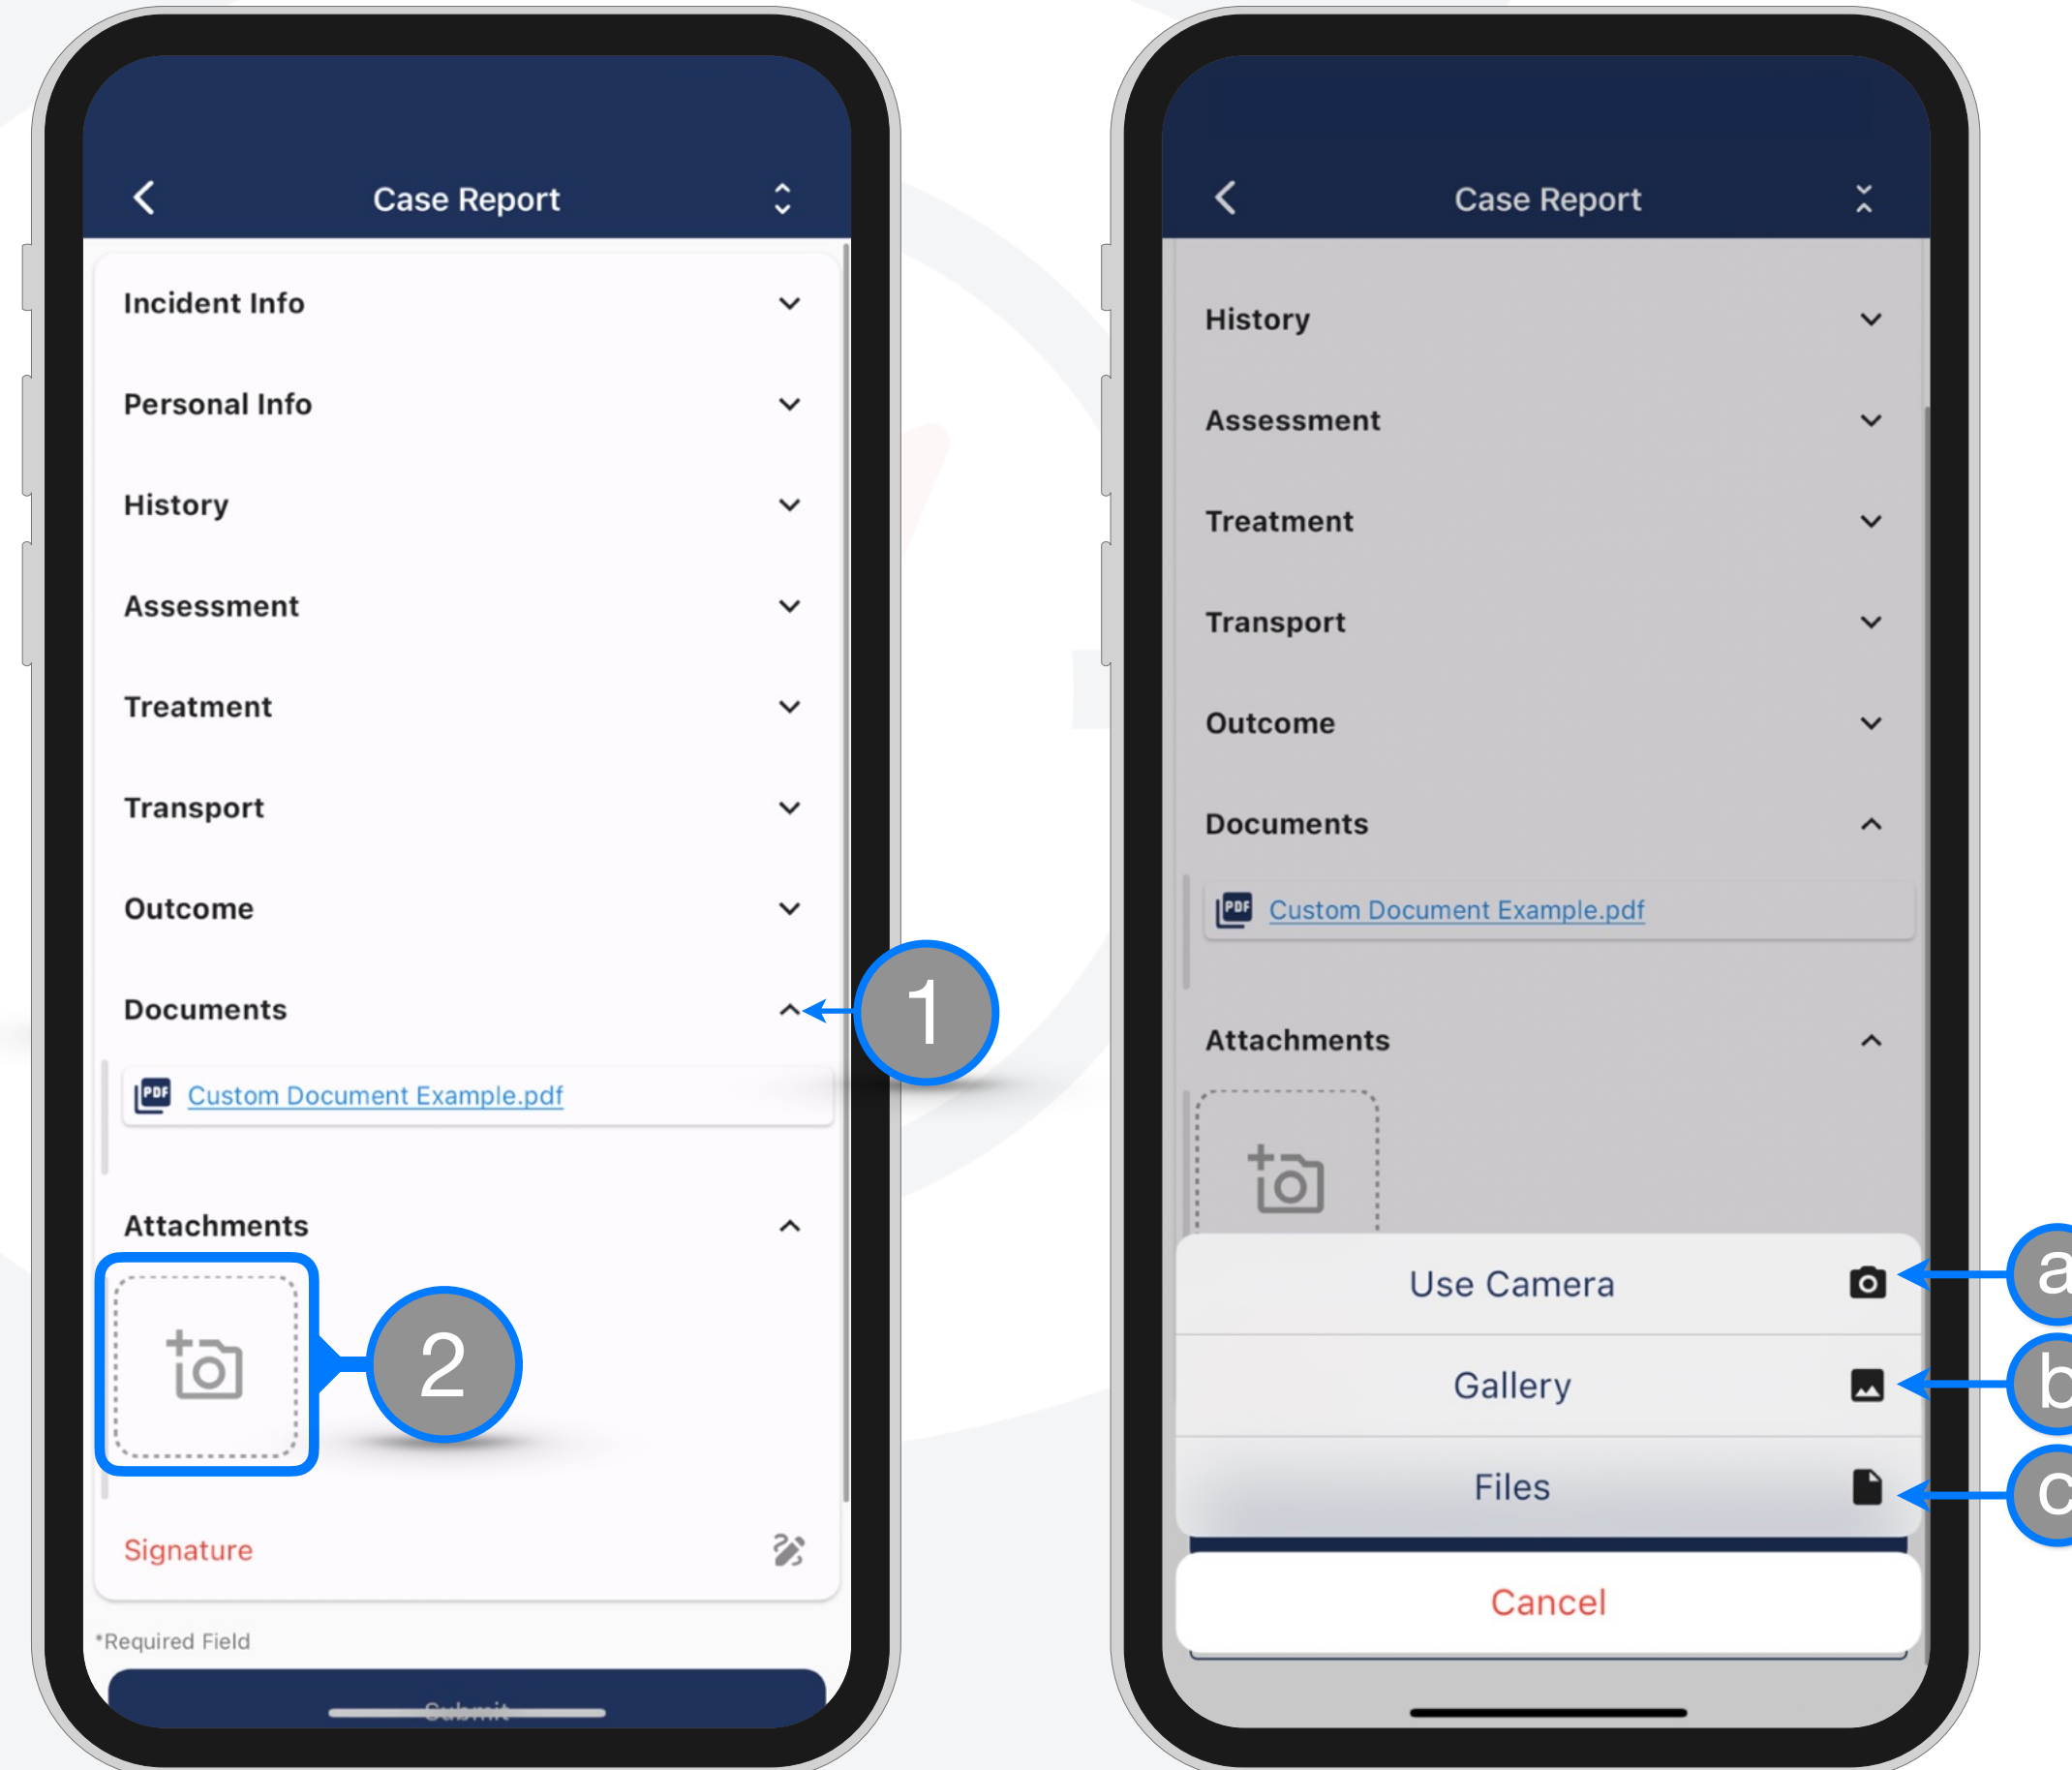 Case Report
Incident Info
Personal Info
History
Assessment
Treatment
Transport
Outcome
Documents
1
PDF Custom Document Example.pdf
Attachments
2
Signature
*Required Field
Submit
Case Report
History
Assessment
Treatment
Transport
Outcome
Documents
PDF Custom Document Example.pdf
Attachments
Use Camera
a
Gallery
b
Files
c
Cancel